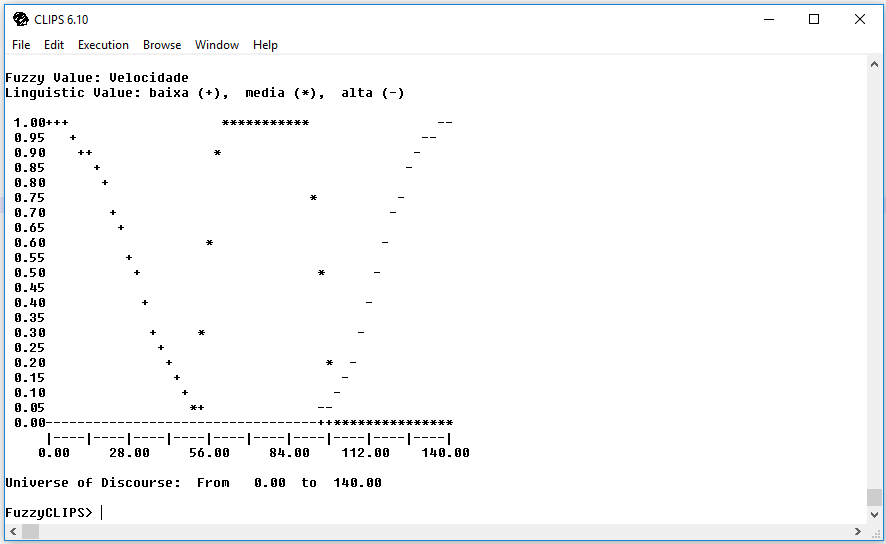 CLIPS 6.10
File Edit Execution Browse Window Help
Fuzzy Value: Velocidade
Linguistic Value: baixa (+),  media (*),  alta (-)
 1.00+++                   ***********                --
 0.95   +                                           --
 0.90    ++               *                        -
 0.85      +                                      -
 0.80       +
 0.75                                 *          -
 0.70        +                                  -
 0.65         +
 0.60                    *                     -
 0.55          +
 0.50           +                      *      -
 0.45
 0.40            +                           -
 0.35
 0.30             +     *                   -
 0.25              +
 0.20               +                   *  -
 0.15                +                    -
 0.10                 +                  -
 0.05                  *+              --
 0.00----------------------------------++***************
     |----|----|----|----|----|----|----|----|----|----|
    0.00      28.00     56.00     84.00    112.00    140.00
Universe of Discourse:  From   0.00  to  140.00
FuzzyCLIPS>